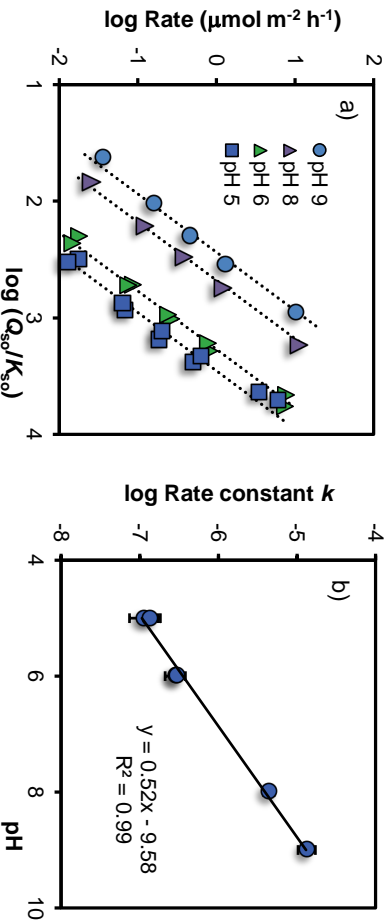 a)
log Rate (μmol m⁻² h⁻¹)
2
1
0
-1
-2
pH 9
pH 8
pH 6
pH 5
1
2
3
4
log (Qso/Kso)
b)
log Rate constant k
-4
-5
-6
-7
-8
y = 0.52x - 9.58
R² = 0.99
4
6
8
10
pH